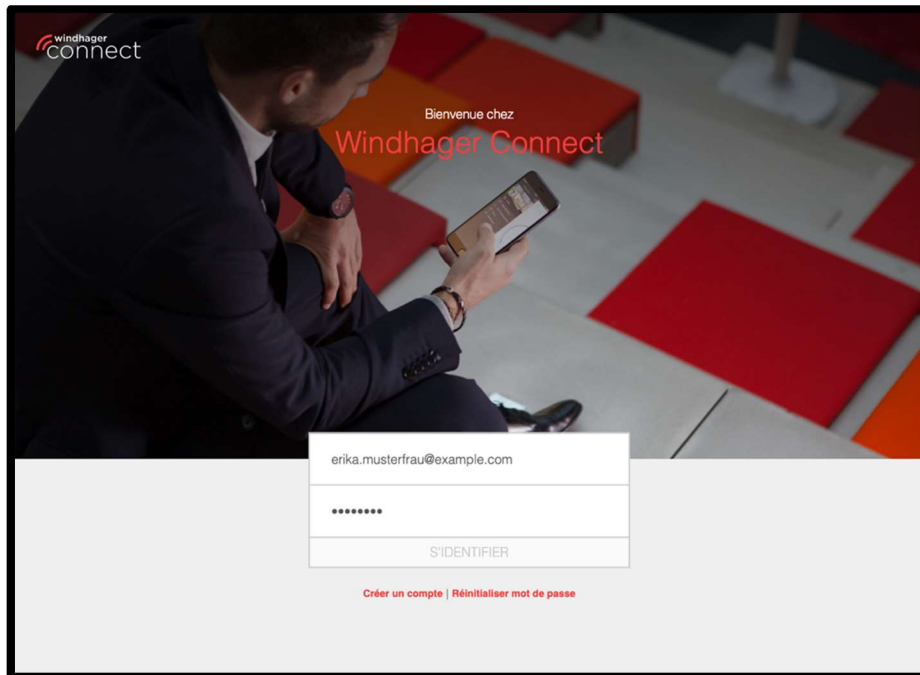 windhager
connect
Bienvenue chez
Windhager Connect
erika.musterfrau@example.com
••••••••
S'IDENTIFIER
Créer un compte | Réinitialiser mot de passe